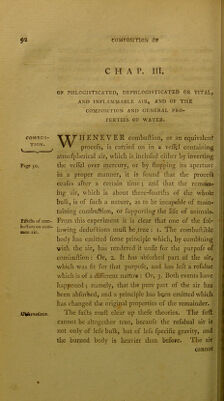 92
COMPOSITION OF
CHAP. III.
OF PHLOGISTICATED, DEPHLOGISTICATED OR VITAL,
AND INFLAMMABLE AIR, AND OF THE
COMPOSITION AND GENERAL PRO-
PERTIES OF WATER.
COMBUS-
TION.
WHENEVER combustion, or an equivalent
process, is carried on in a vessel containing
atmospherical air, which is included either by inverting
Page 50.
the vessel over mercury, or by stopping its aperture
in a proper manner, it is found that the process
ceases after a certain time; and that the remain-
ing air, which is about three-fourths of the whole
bulk, is of such a nature, as to be incapable of main-
taining combustion, or supporting the life of animals.
Effects of com-
bustion on com-
mon air.
From this experiment it is clear that one of the fol-
lowing deductions must be true: 1. The combustible
body has emitted some principle which, by combining
with the air, has rendered it unfit for the purpose of
combustion: Or, 2. It has absorbed part of the air,
which was fit for that purpose, and has left a residue
which is of a different nature: Or, 3. Both events have
happened; namely, that the pure part of the air has
been absorbed, and a principle has been emitted which
has changed the original properties of the remainder.
Observations.
The facts must clear up these theories. The first
cannot be altogether true, because the residual air is
not only of less bulk, but of less specific gravity, and
the burned body is heavier than before. The air
cannot